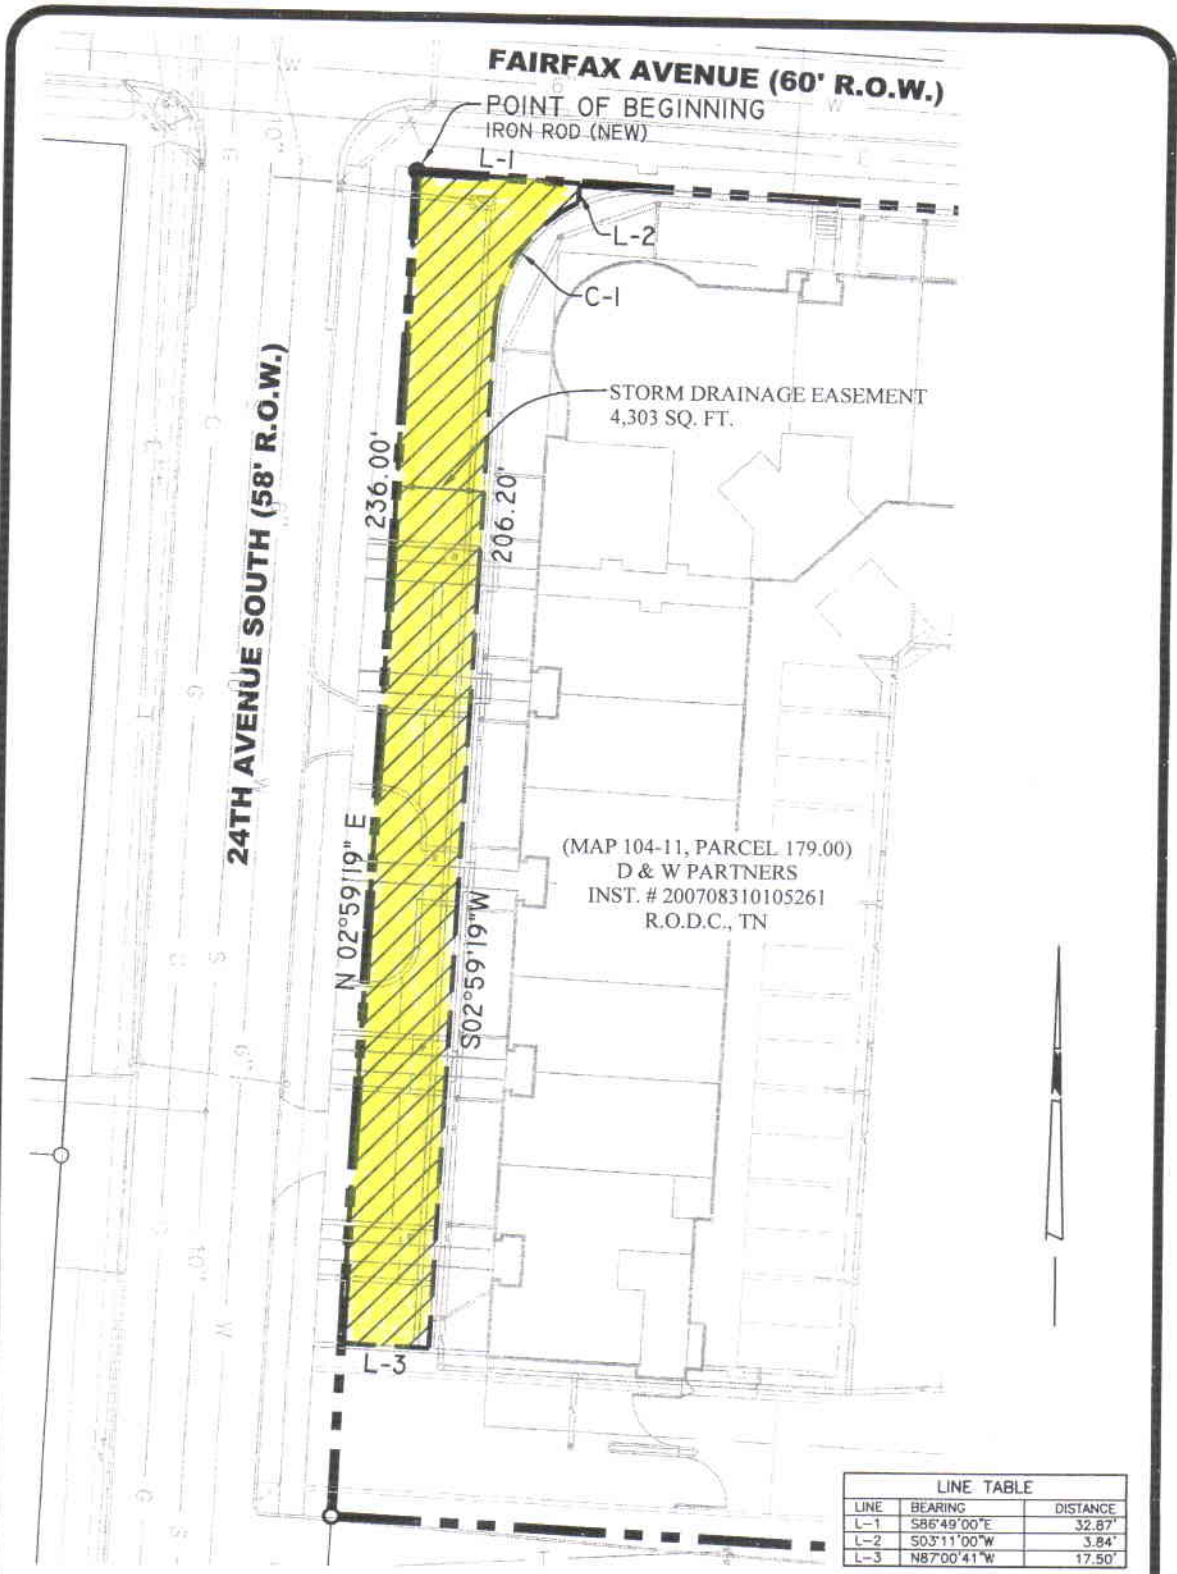 FAIRFAX AVENUE (60' R.O.W.)
POINT OF BEGINNING
IRON ROD (NEW)
L-1
L-2
C-1
STORM DRAINAGE EASEMENT
4,303 SQ. FT.
24TH AVENUE SOUTH (58' R.O.W.)
236.00'
206.20'
N 02°59'19" E
S02°59'19"W
(MAP 104-11, PARCEL 179.00)
D & W PARTNERS
INST. # 200708310105261
R.O.D.C., TN
L-3
LINE TABLE
LINE BEARING DISTANCE
L-1 S86°49'00"E 32.87'
L-2 S03°11'00"W 3.84'
L-3 N87°00'41"W 17.50'